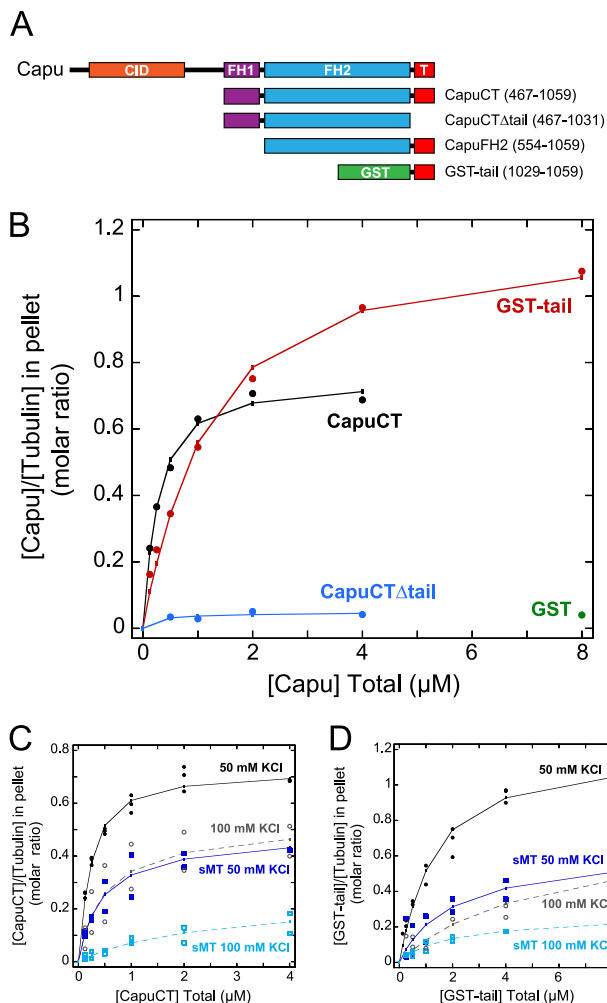 A
Capu
CID
FH1
FH2
T
CapuCT (467-1059)
CapuCTΔtail (467-1031)
CapuFH2 (554-1059)
GST
GST-tail (1029-1059)
B
[Capu]/[Tubulin] in pellet
(molar ratio)
1.2
1
0.8
0.6
0.4
0.2
0
GST-tail
CapuCT
CapuCTΔtail
GST
0 2 4 6 8
[Capu] Total (µM)
C
[CapuCT]/[Tubulin] in pellet
(molar ratio)
0.8
0.6
0.4
0.2
0
50 mM KCl
100 mM KCl
sMT 50 mM KCl
sMT 100 mM KCl
0 1 2 3 4
[CapuCT] Total (µM)
D
[GST-tail]/[Tubulin] in pellet
(molar ratio)
1.2
1
0.8
0.6
0.4
0.2
0
50 mM KCl
sMT 50 mM KCl
100 mM KCl
sMT 100 mM KCl
0 2 4 6
[GST-tail] Total (µM)